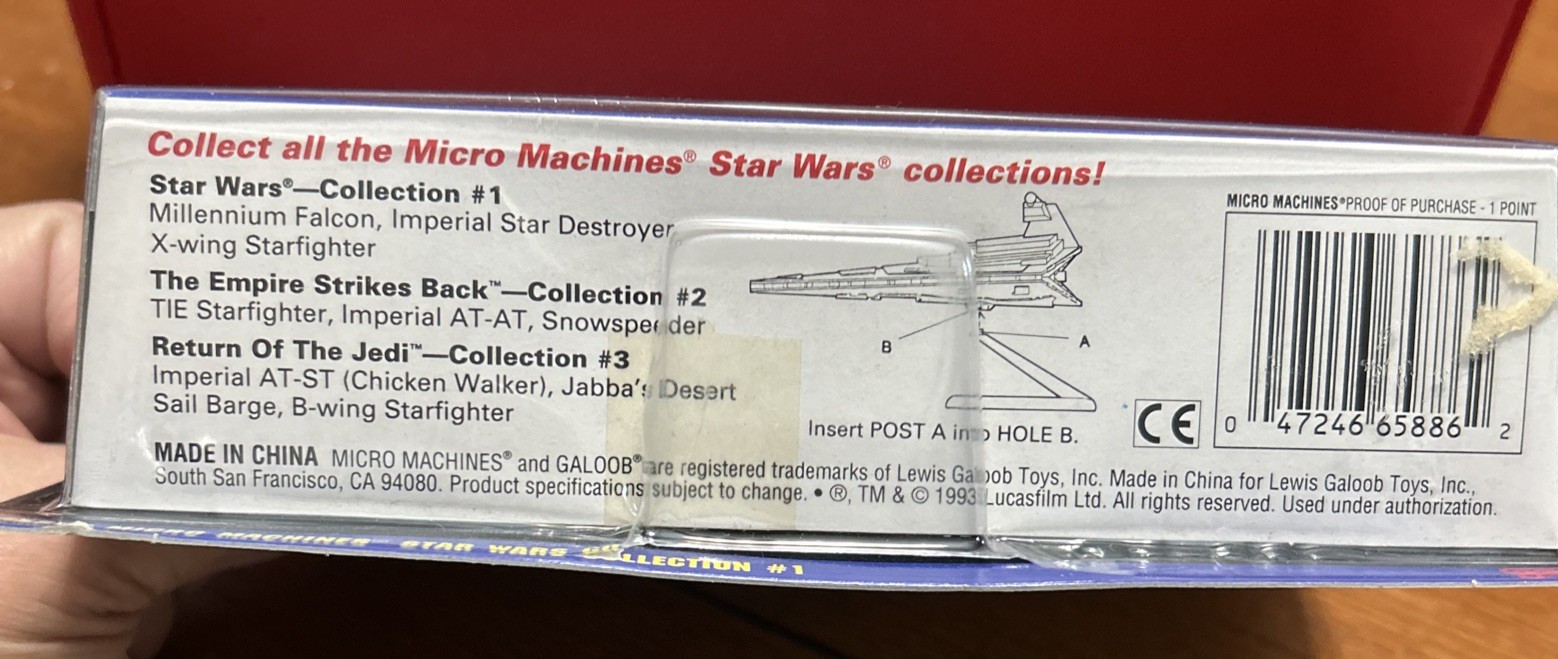 Collect all the Micro Machines® Star Wars® collections!
Star Wars®—Collection #1
Millennium Falcon, Imperial Star Destroyer
X-wing Starfighter
The Empire Strikes Back™—Collection #2
TIE Starfighter, Imperial AT-AT, Snowspeeder
Return Of The Jedi™—Collection #3
Imperial AT-ST (Chicken Walker), Jabba's Desert
Sail Barge, B-wing Starfighter
B
A
Insert POST A into HOLE B.
CE
MICRO MACHINES® PROOF OF PURCHASE - 1 POINT
0 47246 65886 2
MADE IN CHINA MICRO MACHINES® and GALOOB® are registered trademarks of Lewis Galoob Toys, Inc. Made in China for Lewis Galoob Toys, Inc.,
South San Francisco, CA 94080. Product specifications subject to change. • ®, TM & © 1993 Lucasfilm Ltd. All rights reserved. Used under authorization.
MACHINES STAR WARS COLLECTION #1